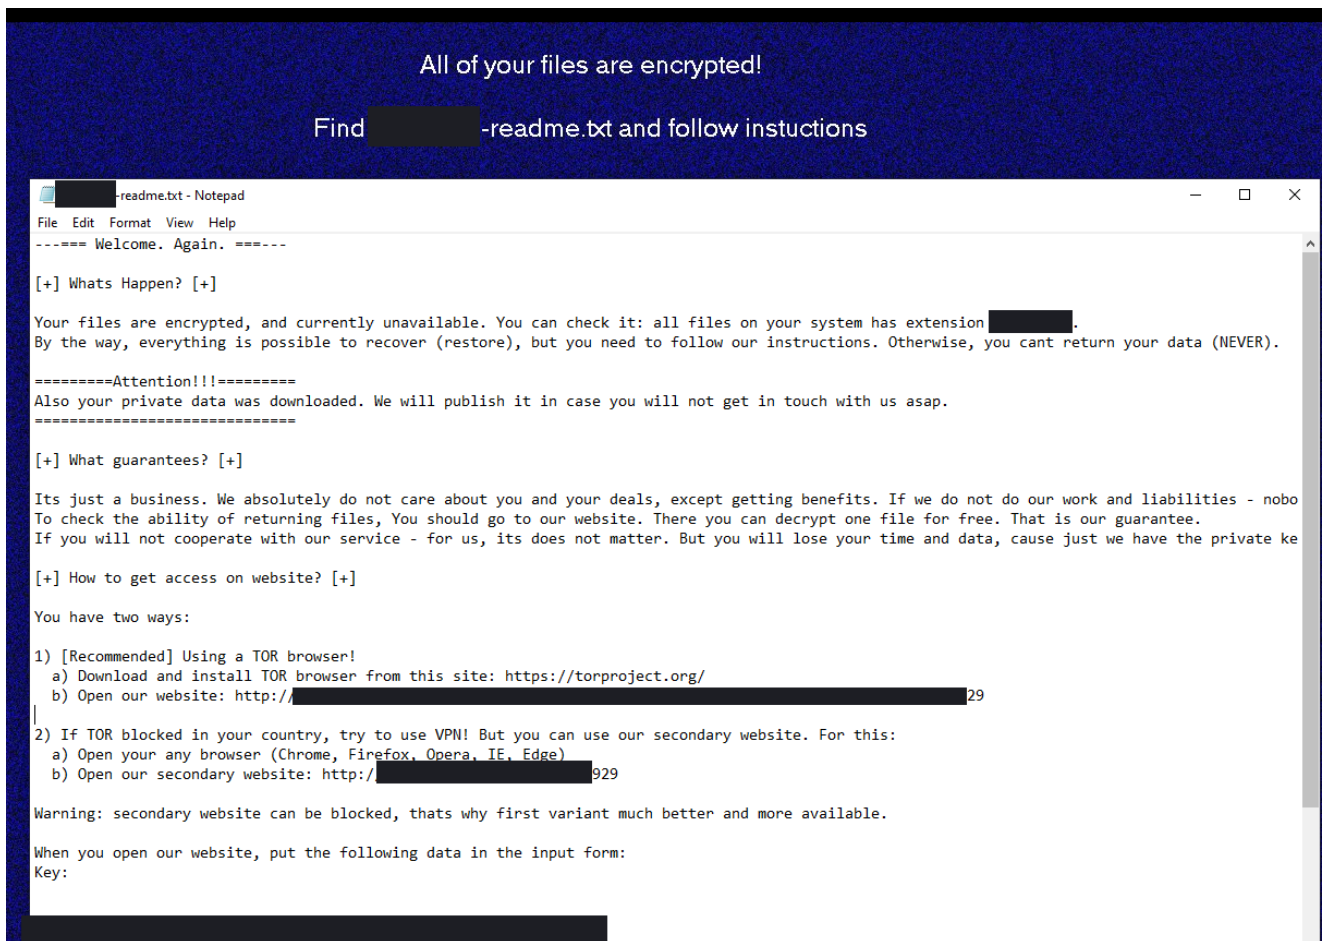 All of your files are encrypted!
Find -readme.txt and follow instuctions
-readme.txt - Notepad
File Edit Format View Help
---=== Welcome. Again. ===---
[+] Whats Happen? [+]
Your files are encrypted, and currently unavailable. You can check it: all files on your system has extension .
By the way, everything is possible to recover (restore), but you need to follow our instructions. Otherwise, you cant return your data (NEVER).
=========Attention!!!=========
Also your private data was downloaded. We will publish it in case you will not get in touch with us asap.
==============================
[+] What guarantees? [+]
Its just a business. We absolutely do not care about you and your deals, except getting benefits. If we do not do our work and liabilities - nobo
To check the ability of returning files, You should go to our website. There you can decrypt one file for free. That is our guarantee.
If you will not cooperate with our service - for us, its does not matter. But you will lose your time and data, cause just we have the private ke
[+] How to get access on website? [+]
You have two ways:
1) [Recommended] Using a TOR browser!
a) Download and install TOR browser from this site: https://torproject.org/
b) Open our website: http:// 29
2) If TOR blocked in your country, try to use VPN! But you can use our secondary website. For this:
a) Open your any browser (Chrome, Firefox, Opera, IE, Edge)
b) Open our secondary website: http:/ 929
Warning: secondary website can be blocked, thats why first variant much better and more available.
When you open our website, put the following data in the input form:
Key: